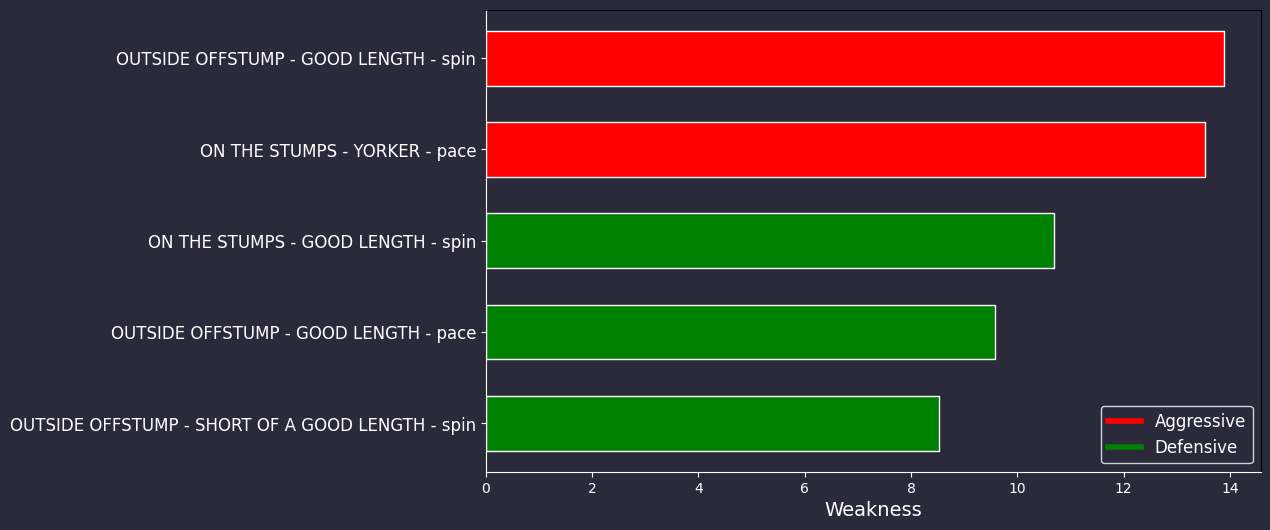 OUTSIDE OFFSTUMP - GOOD LENGTH - spin
ON THE STUMPS - YORKER - pace
ON THE STUMPS - GOOD LENGTH - spin
OUTSIDE OFFSTUMP - GOOD LENGTH - pace
OUTSIDE OFFSTUMP - SHORT OF A GOOD LENGTH - spin
Aggressive
Defensive
0 2 4 6 8 10 12 14
Weakness